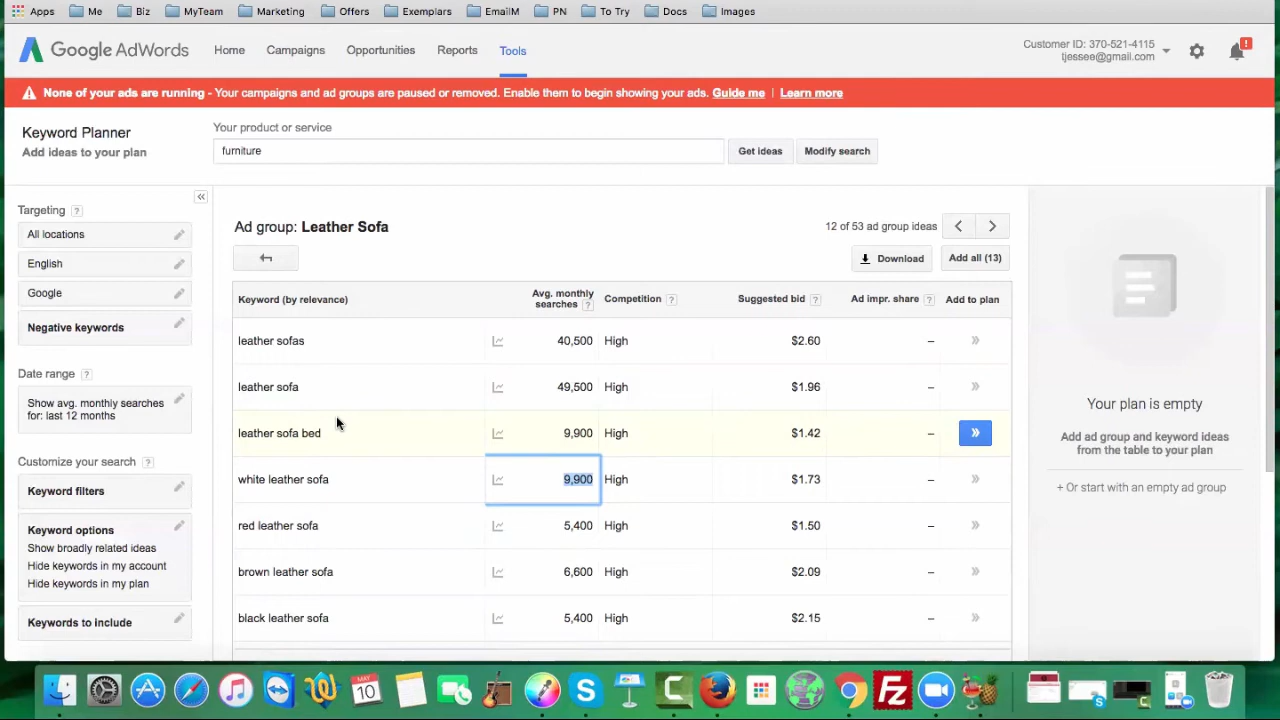 Apps Me Biz MyTeam Marketing Offers Exemplars EmailM PN To Try Docs Images
Google AdWords Home Campaigns Opportunities Reports Tools
Customer ID: 370-521-4115
tjessee@gmail.com
!
None of your ads are running - Your campaigns and ad groups are paused or removed. Enable them to begin showing your ads. Guide me | Learn more
Keyword Planner
Add ideas to your plan
Your product or service
furniture
Get ideas Modify search
«
Targeting ?
All locations
English
Google
Negative keywords
Date range ?
Show avg. monthly searches
for: last 12 months
Customize your search ?
Keyword filters
Keyword options
Show broadly related ideas
Hide keywords in my account
Hide keywords in my plan
Keywords to include
Ad group: Leather Sofa
12 of 53 ad group ideas
Download Add all (13)
Keyword (by relevance) Avg. monthly searches ? Competition ? Suggested bid ? Ad impr. share ? Add to plan
leather sofas 40,500 High $2.60 – »
leather sofa 49,500 High $1.96 – »
leather sofa bed 9,900 High $1.42 – »
white leather sofa 9,900 High $1.73 – »
red leather sofa 5,400 High $1.50 – »
brown leather sofa 6,600 High $2.09 – »
black leather sofa 5,400 High $2.15 – »
Your plan is empty
Add ad group and keyword ideas
from the table to your plan
+ Or start with an empty ad group
MAY
10
S
C
Fz